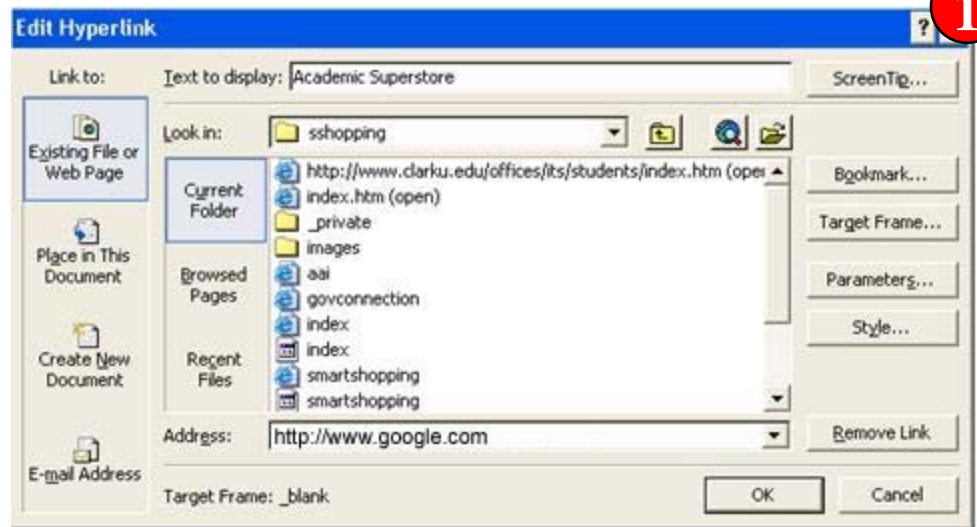 Edit Hyperlink
?
1
Link to:
Text to display: Academic Superstore
ScreenTip...
Existing File or
Web Page
Look in: sshopping
Current
Folder
http://www.clarku.edu/offices/its/students/index.htm (oper
index.htm (open)
_private
images
aai
govconnection
index
index
smartshopping
smartshopping
Bookmark...
Target Frame...
Place in This
Document
Browsed
Pages
Parameters...
Style...
Create New
Document
Recent
Files
Address: http://www.google.com
Remove Link
E-mail Address
Target Frame: _blank
OK
Cancel